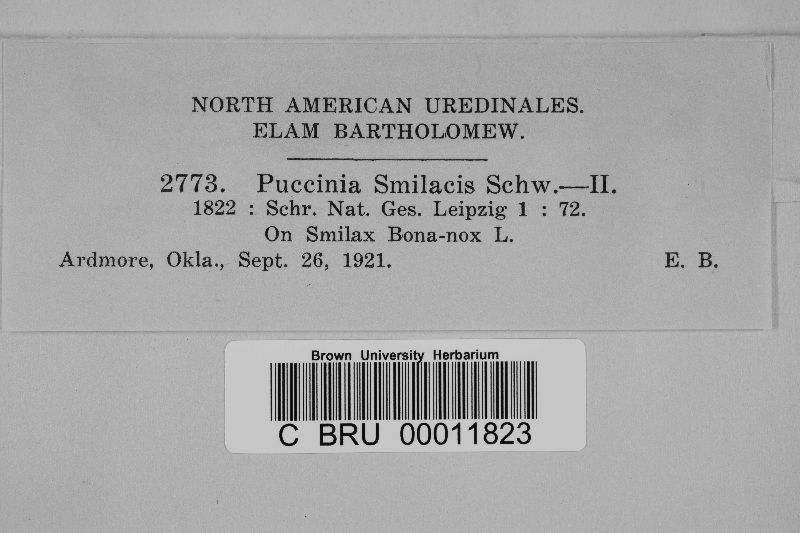 NORTH AMERICAN UREDINALES.
ELAM BARTHOLOMEW.
2773. Puccinia Smilacis Schw.—II.
1822 : Schr. Nat. Ges. Leipzig 1 : 72.
On Smilax Bona-nox L.
Ardmore, Okla., Sept. 26, 1921. E. B.
Brown University Herbarium
C BRU 00011823